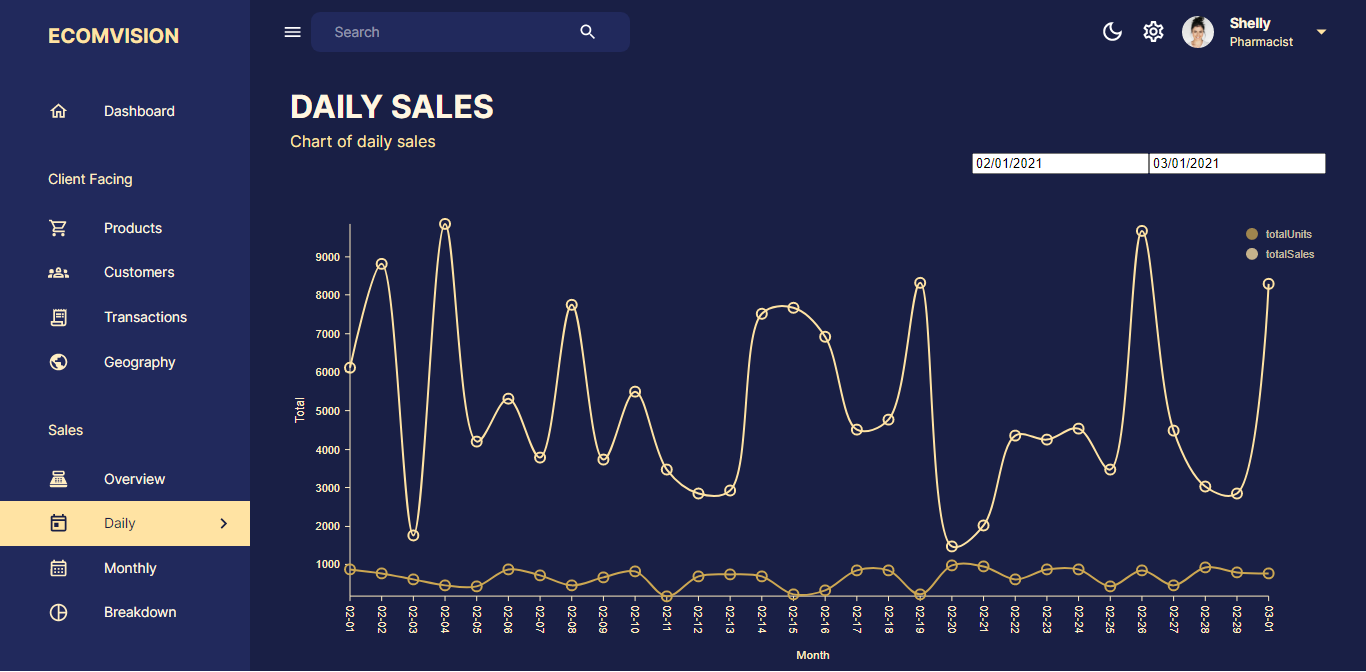 ECOMVISION
Search
Shelly
Pharmacist
Dashboard
Client Facing
Products
Customers
Transactions
Geography
Sales
Overview
Daily
Monthly
Breakdown
DAILY SALES
Chart of daily sales
02/01/2021
03/01/2021
totalUnits
totalSales
Total
9000
8000
7000
6000
5000
4000
3000
2000
1000
02-01
02-02
02-03
02-04
02-05
02-06
02-07
02-08
02-09
02-10
02-11
02-12
02-13
02-14
02-15
02-16
02-17
02-18
02-19
02-20
02-21
02-22
02-23
02-24
02-25
02-26
02-27
02-28
02-29
03-01
Month